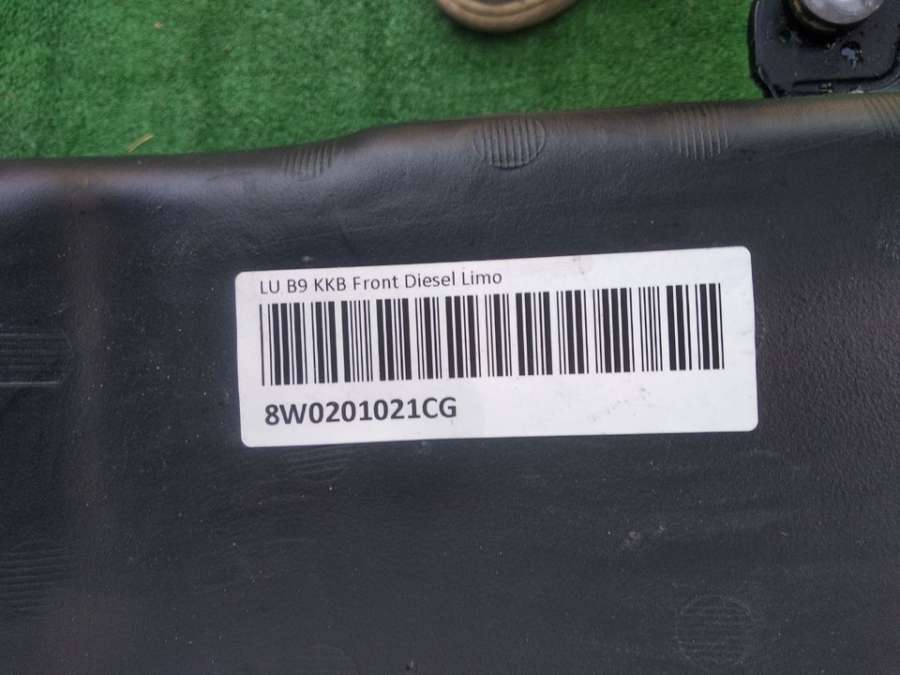 LU B9 KKB Front Diesel Limo
8W0201021CG